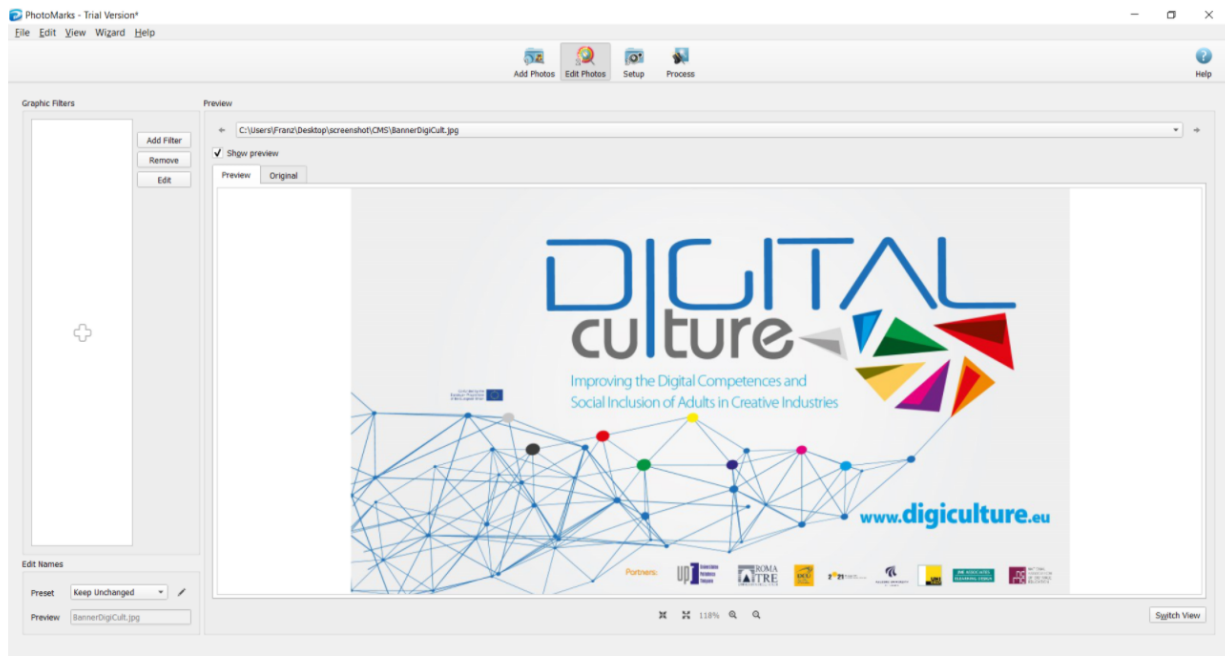 PhotoMarks - Trial Version*
File Edit View Wizard Help
Add Photos Edit Photos Setup Process
Help
Graphic Filters
Add Filter
Remove
Edit
Edit Names
Preset Keep Unchanged
Preview BannerDigiCult.jpg
Preview
C:\Users\Franz\Desktop\screenshot\CMS\BannerDigiCult.jpg
Show preview
Preview Original
DIGITAL
culture
Improving the Digital Competences and
Social Inclusion of Adults in Creative Industries
www.digiculture.eu
Partners:
ROMA
TRE
118%
Switch View